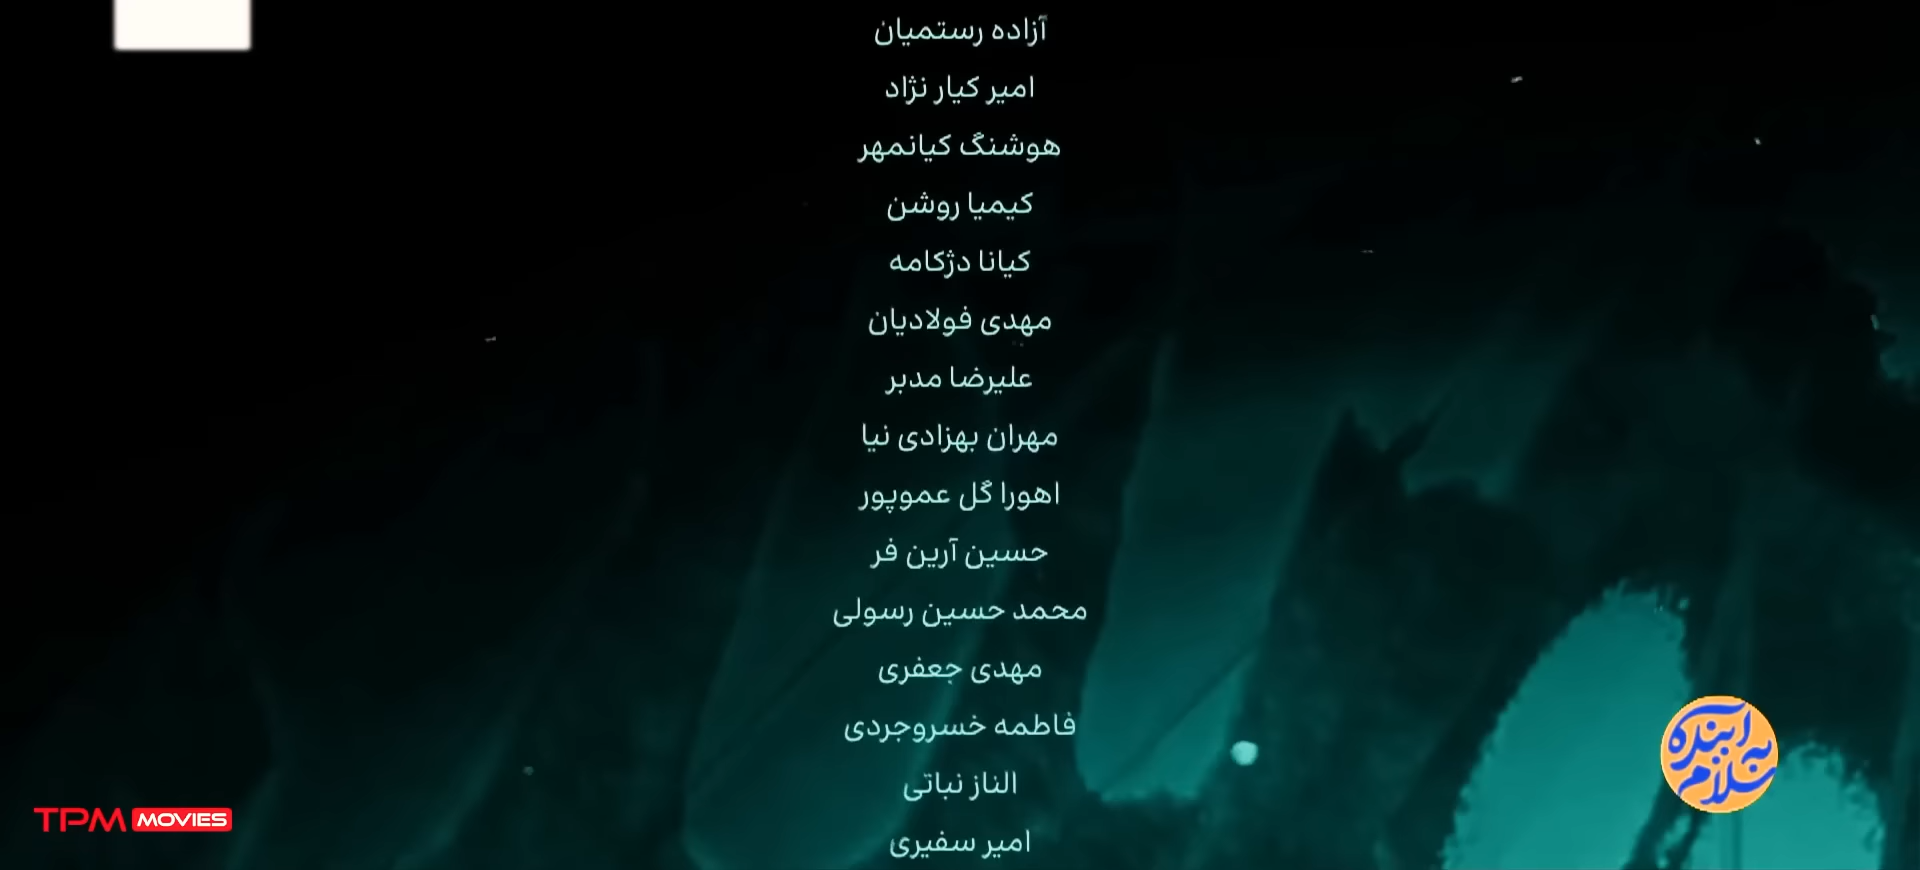 آزاده رستمیان
امیر کیار نژاد
هوشنگ کیانمهر
کیمیا روشن
کیانا دژکامه
مهدی فولادیان
علیرضا مدبر
مهران بهزادی نیا
اهورا گل عموپور
حسین آرین فر
محمد حسین رسولی
مهدی جعفری
فاطمه خسروجردی
الناز نباتی
امیر سفیری
سلام به آینده
TPM MOVIES